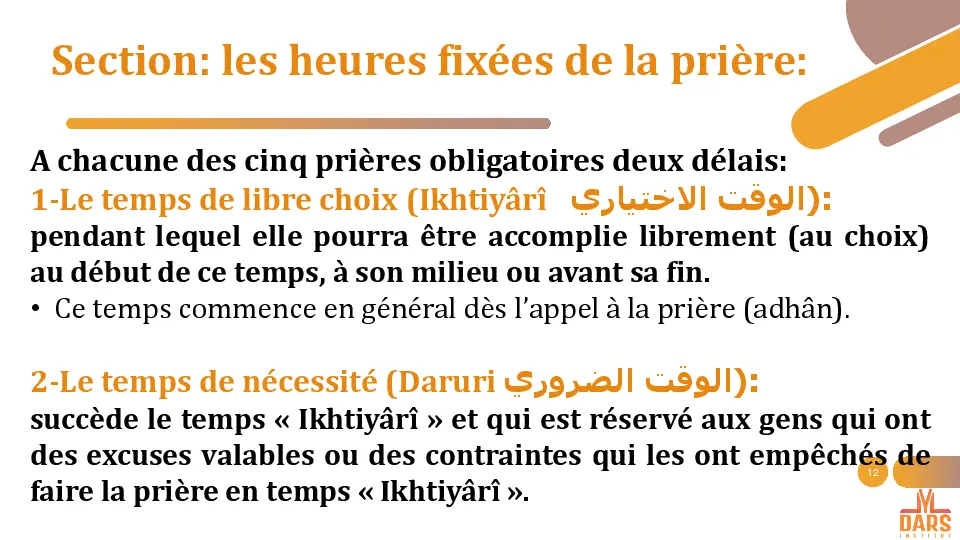 Section: les heures fixées de la prière:
A chacune des cinq prières obligatoires deux délais:
1-Le temps de libre choix (Ikhtiyârî الوقت الاختياري):
pendant lequel elle pourra être accomplie librement (au choix)
au début de ce temps, à son milieu ou avant sa fin.
• Ce temps commence en général dès l’appel à la prière (adhân).
2-Le temps de nécessité (Daruri الوقت الضروري):
succède le temps « Ikhtiyârî » et qui est réservé aux gens qui ont
des excuses valables ou des contraintes qui les ont empêchés de
faire la prière en temps « Ikhtiyârî ».
12
DARS
INSTITUT